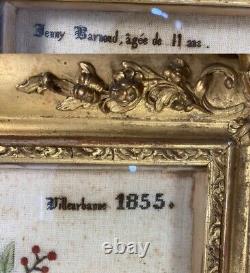 Jenny Barnoud, âgée de 11 ans.
Villeurbanne 1855.